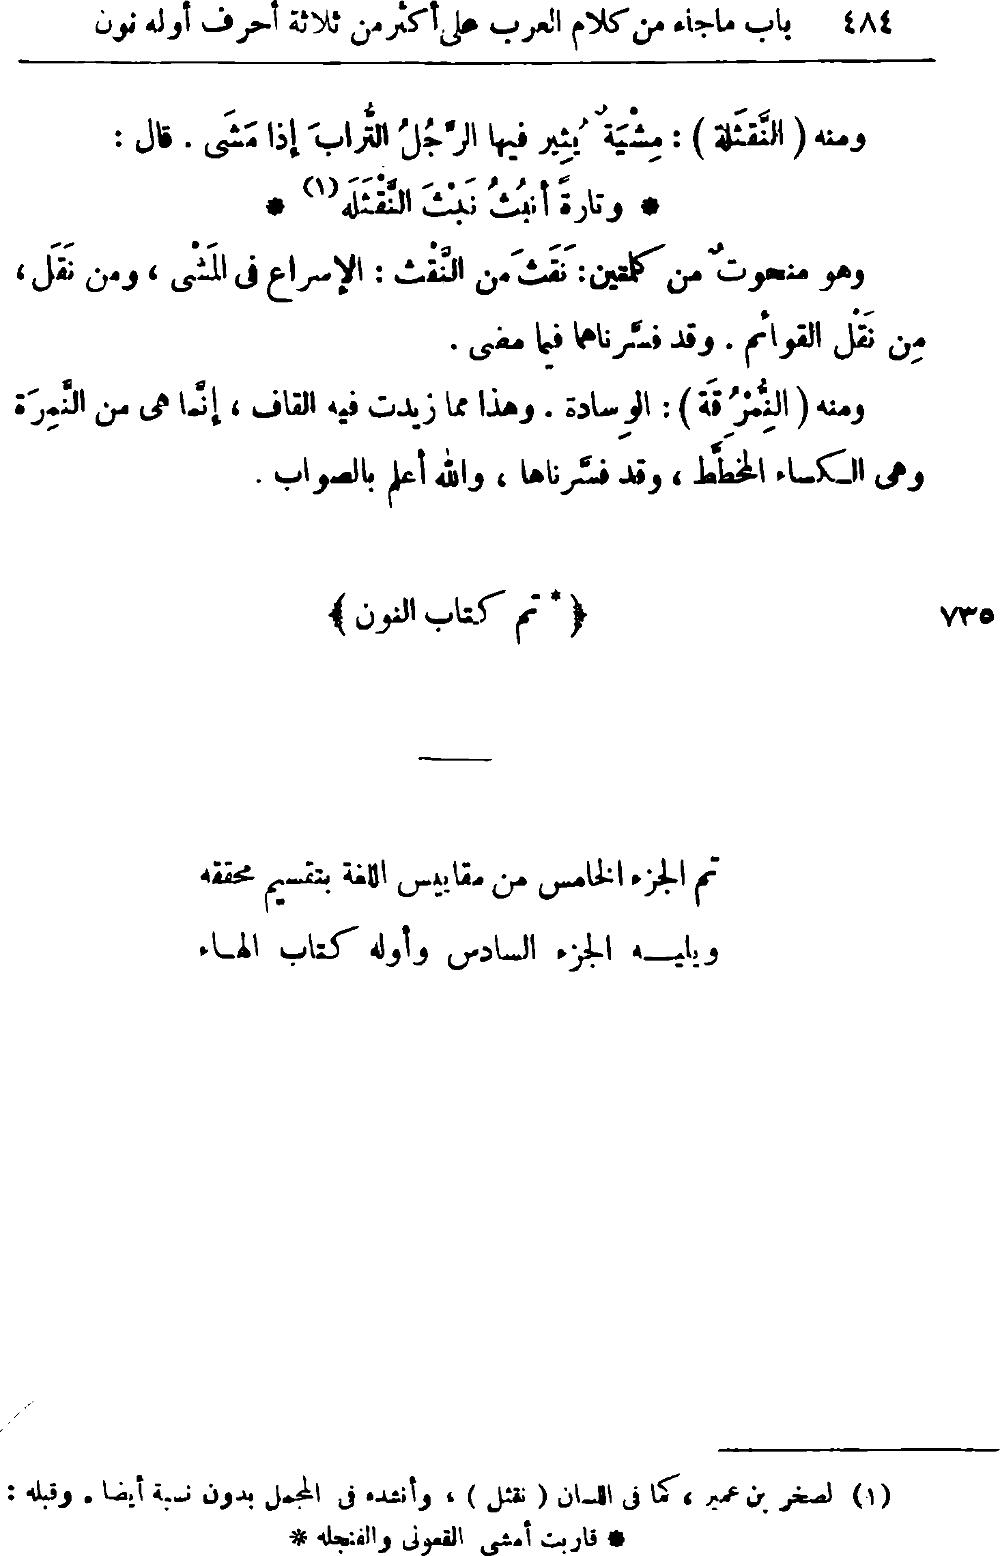 ٤٨٤ باب ماجاء من كلام العرب على أكثر من ثلاثة أحرف أوله نون
ومنه ( النَّقْثَلة ) : مِشْيَةٌ يُثِير فيها الرَّجُلُ التُّرابَ إذا مَشَى . قال :
* وتارةً أنبُثُ نَبْثَ النَّقْثَلَه (١) *
وهو منحوتٌ من كلمتين : نَقَثَ من النَّقْث : الإسراع فى المَشْى ، ومن نَقَل ،
مِن نَقْل القوائم . وقد فسَّرناهما فيما مضى .
ومنه ( النُّمْرُِقَة ) : الوِسادة . وهذا مما زيدت فيه القاف ، إنَّما هى من النَّمِرَة
وهى الكساء المخطَّط ، وقد فسَّرناها ، والله أعلم بالصواب .
﴿ * تم كتاب النون ﴾ ٧٣٥
تم الجزء الخامس من مقاييس اللغة بتقسيم محققه
ويليــه الجزء السادس وأوله كتاب الهاء
(١) لصخر بن عمير ، كما فى اللسان ( نقثل ) ، وأنشده فى المجمل بدون نسبة أيضا . وقبله :
* قاربت أمشى القعولى والفنجله *